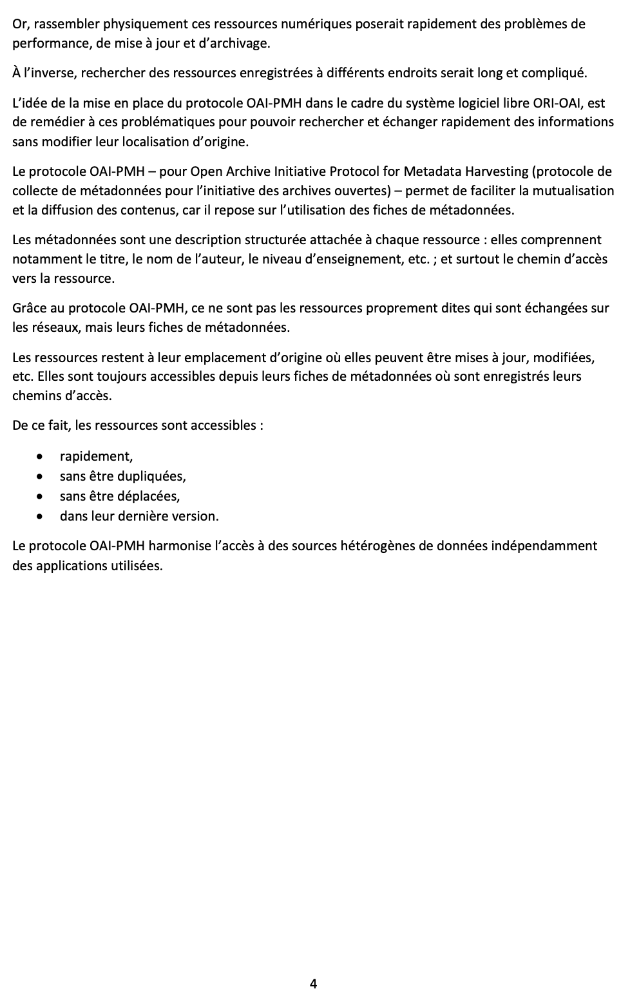 Or, rassembler physiquement ces ressources numériques poserait rapidement des problèmes de
performance, de mise à jour et d’archivage.
À l’inverse, rechercher des ressources enregistrées à différents endroits serait long et compliqué.
L’idée de la mise en place du protocole OAI-PMH dans le cadre du système logiciel libre ORI-OAI, est
de remédier à ces problématiques pour pouvoir rechercher et échanger rapidement des informations
sans modifier leur localisation d’origine.
Le protocole OAI-PMH – pour Open Archive Initiative Protocol for Metadata Harvesting (protocole de
collecte de métadonnées pour l’initiative des archives ouvertes) – permet de faciliter la mutualisation
et la diffusion des contenus, car il repose sur l’utilisation des fiches de métadonnées.
Les métadonnées sont une description structurée attachée à chaque ressource : elles comprennent
notamment le titre, le nom de l’auteur, le niveau d’enseignement, etc. ; et surtout le chemin d’accès
vers la ressource.
Grâce au protocole OAI-PMH, ce ne sont pas les ressources proprement dites qui sont échangées sur
les réseaux, mais leurs fiches de métadonnées.
Les ressources restent à leur emplacement d’origine où elles peuvent être mises à jour, modifiées,
etc. Elles sont toujours accessibles depuis leurs fiches de métadonnées où sont enregistrés leurs
chemins d’accès.
De ce fait, les ressources sont accessibles :
• rapidement,
• sans être dupliquées,
• sans être déplacées,
• dans leur dernière version.
Le protocole OAI-PMH harmonise l’accès à des sources hétérogènes de données indépendamment
des applications utilisées.
4